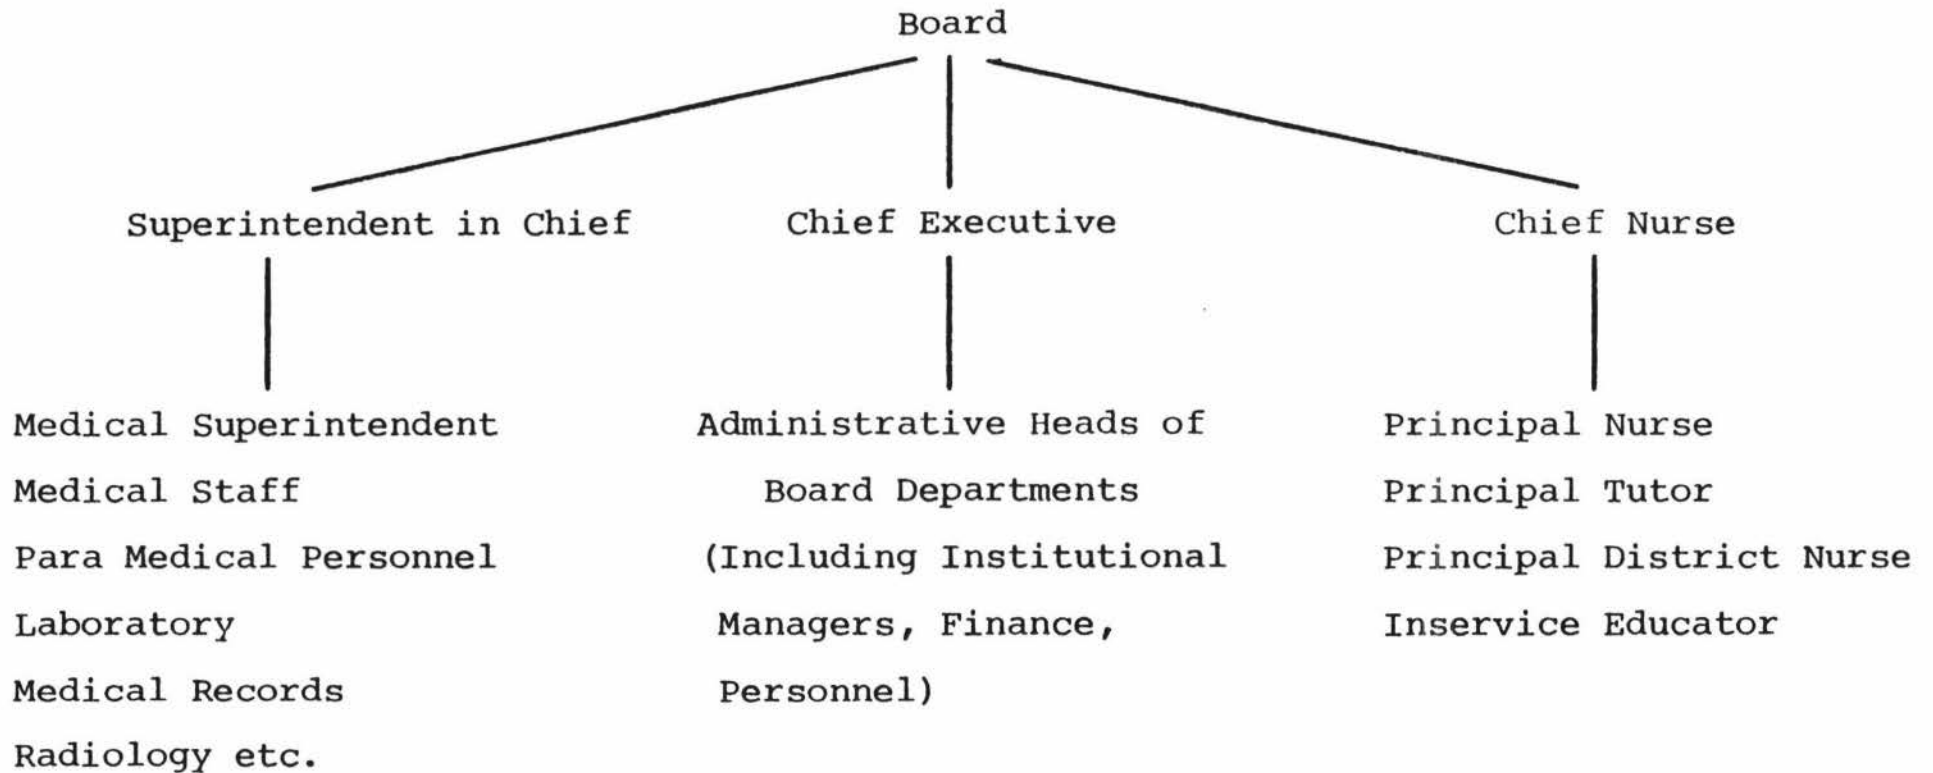 Board
Superintendent in Chief
Chief Executive
Chief Nurse
Medical Superintendent
Medical Staff
Para Medical Personnel
Laboratory
Medical Records
Radiology etc.
Administrative Heads of
Board Departments
(Including Institutional
Managers, Finance,
Personnel)
Principal Nurse
Principal Tutor
Principal District Nurse
Inservice Educator